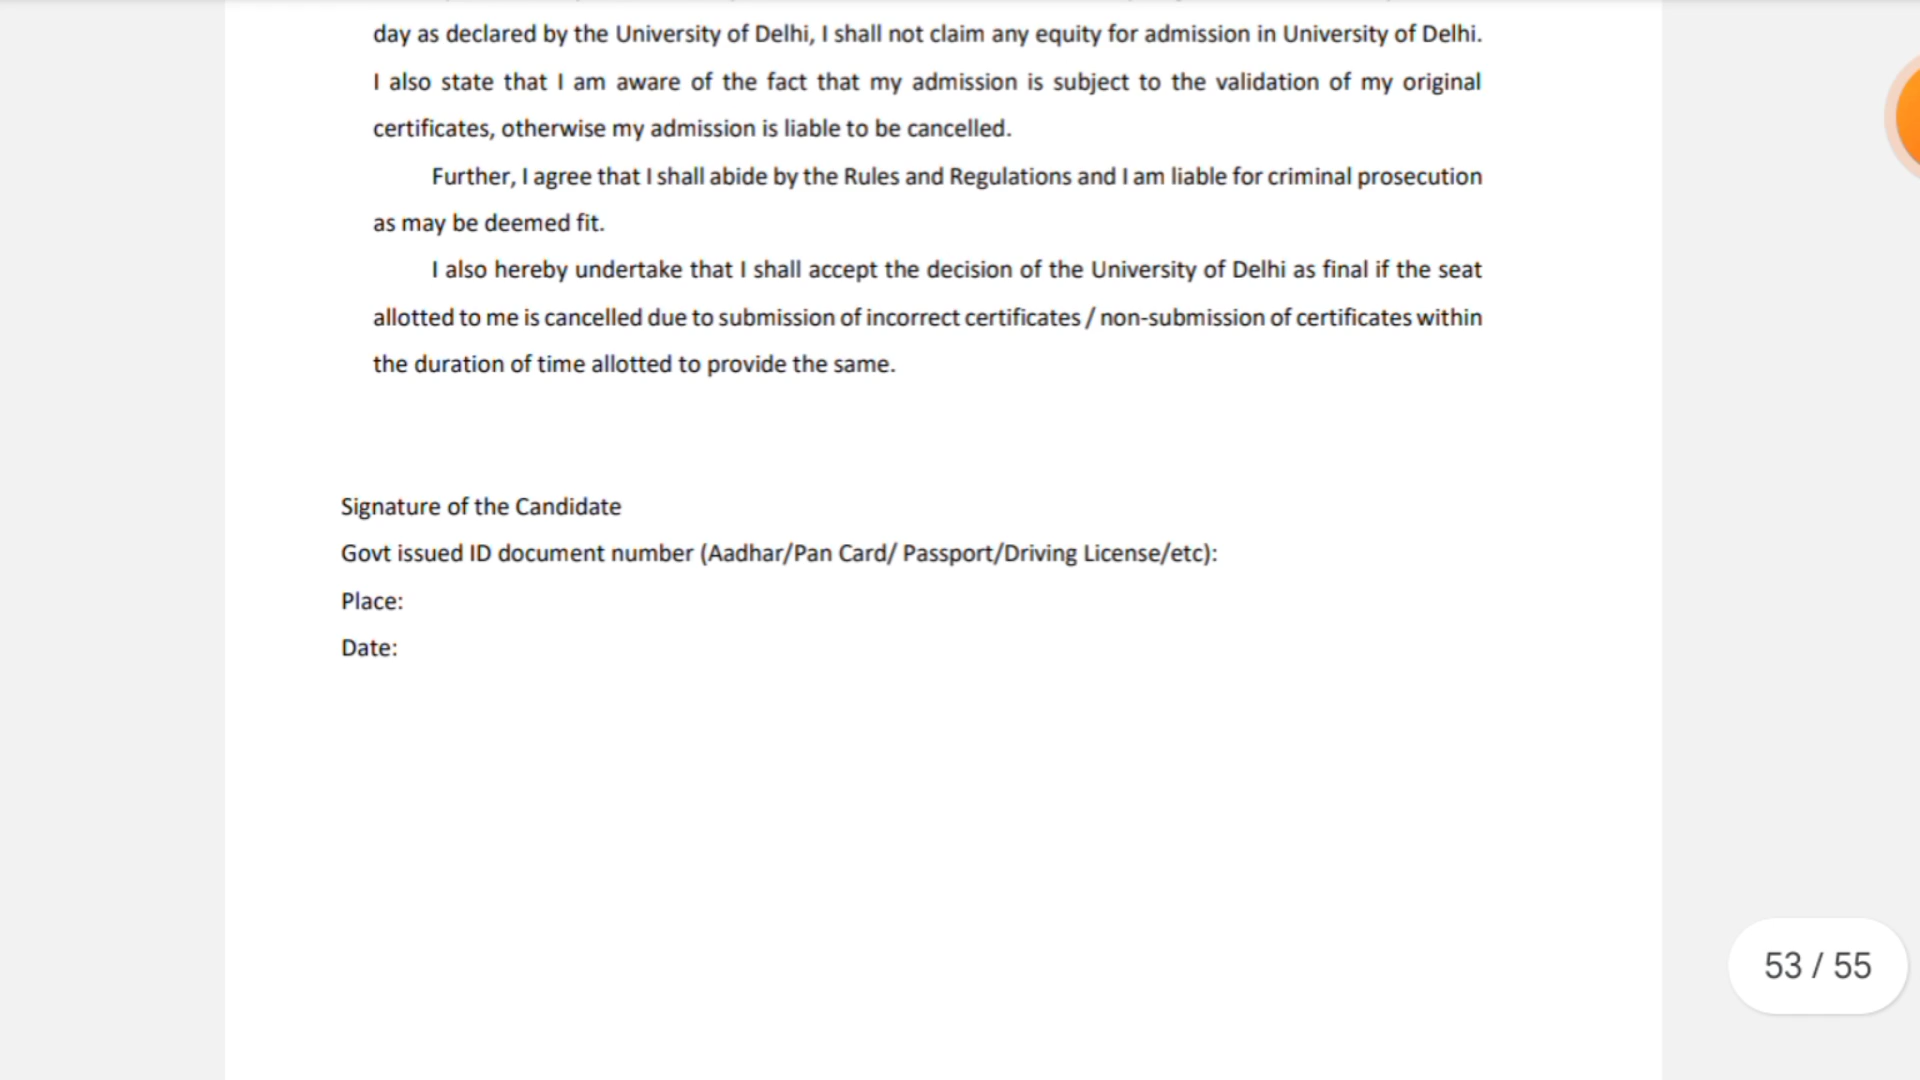 day as declared by the University of Delhi, I shall not claim any equity for admission in University of Delhi.
I also state that I am aware of the fact that my admission is subject to the validation of my original
certificates, otherwise my admission is liable to be cancelled.
Further, I agree that I shall abide by the Rules and Regulations and I am liable for criminal prosecution
as may be deemed fit.
I also hereby undertake that I shall accept the decision of the University of Delhi as final if the seat
allotted to me is cancelled due to submission of incorrect certificates / non-submission of certificates within
the duration of time allotted to provide the same.
Signature of the Candidate
Govt issued ID document number (Aadhar/Pan Card/ Passport/Driving License/etc):
Place:
Date:
53 / 55